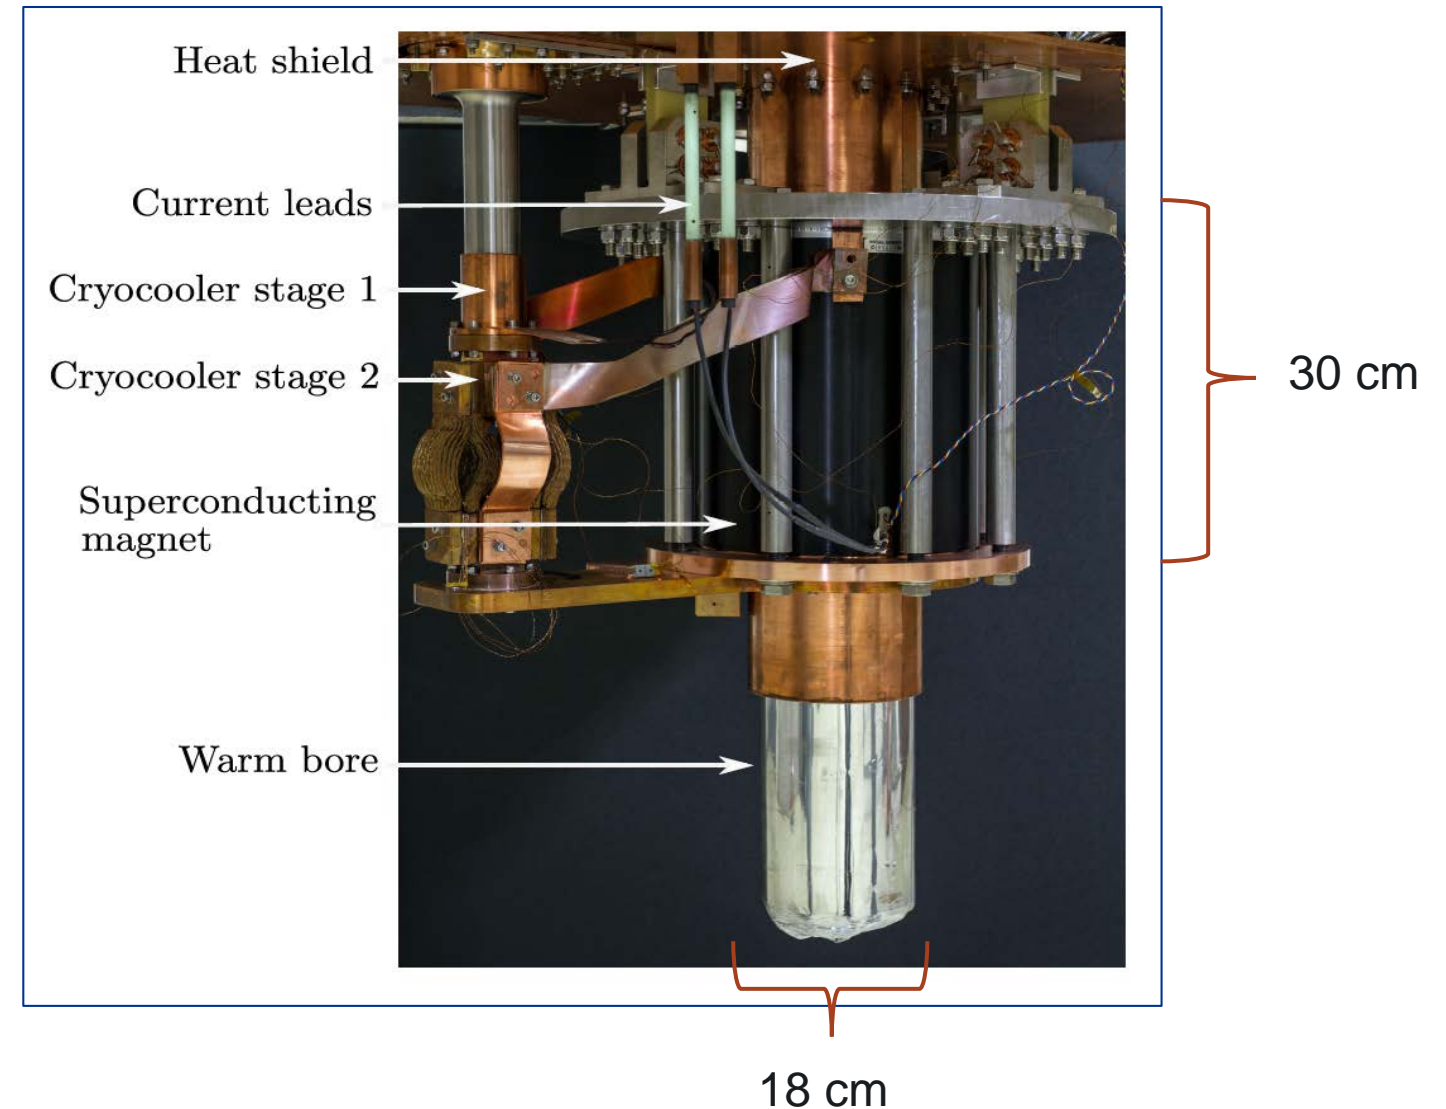 Heat shield
Current leads
Cryocooler stage 1
Cryocooler stage 2
Superconducting
magnet
Warm bore
30 cm
18 cm